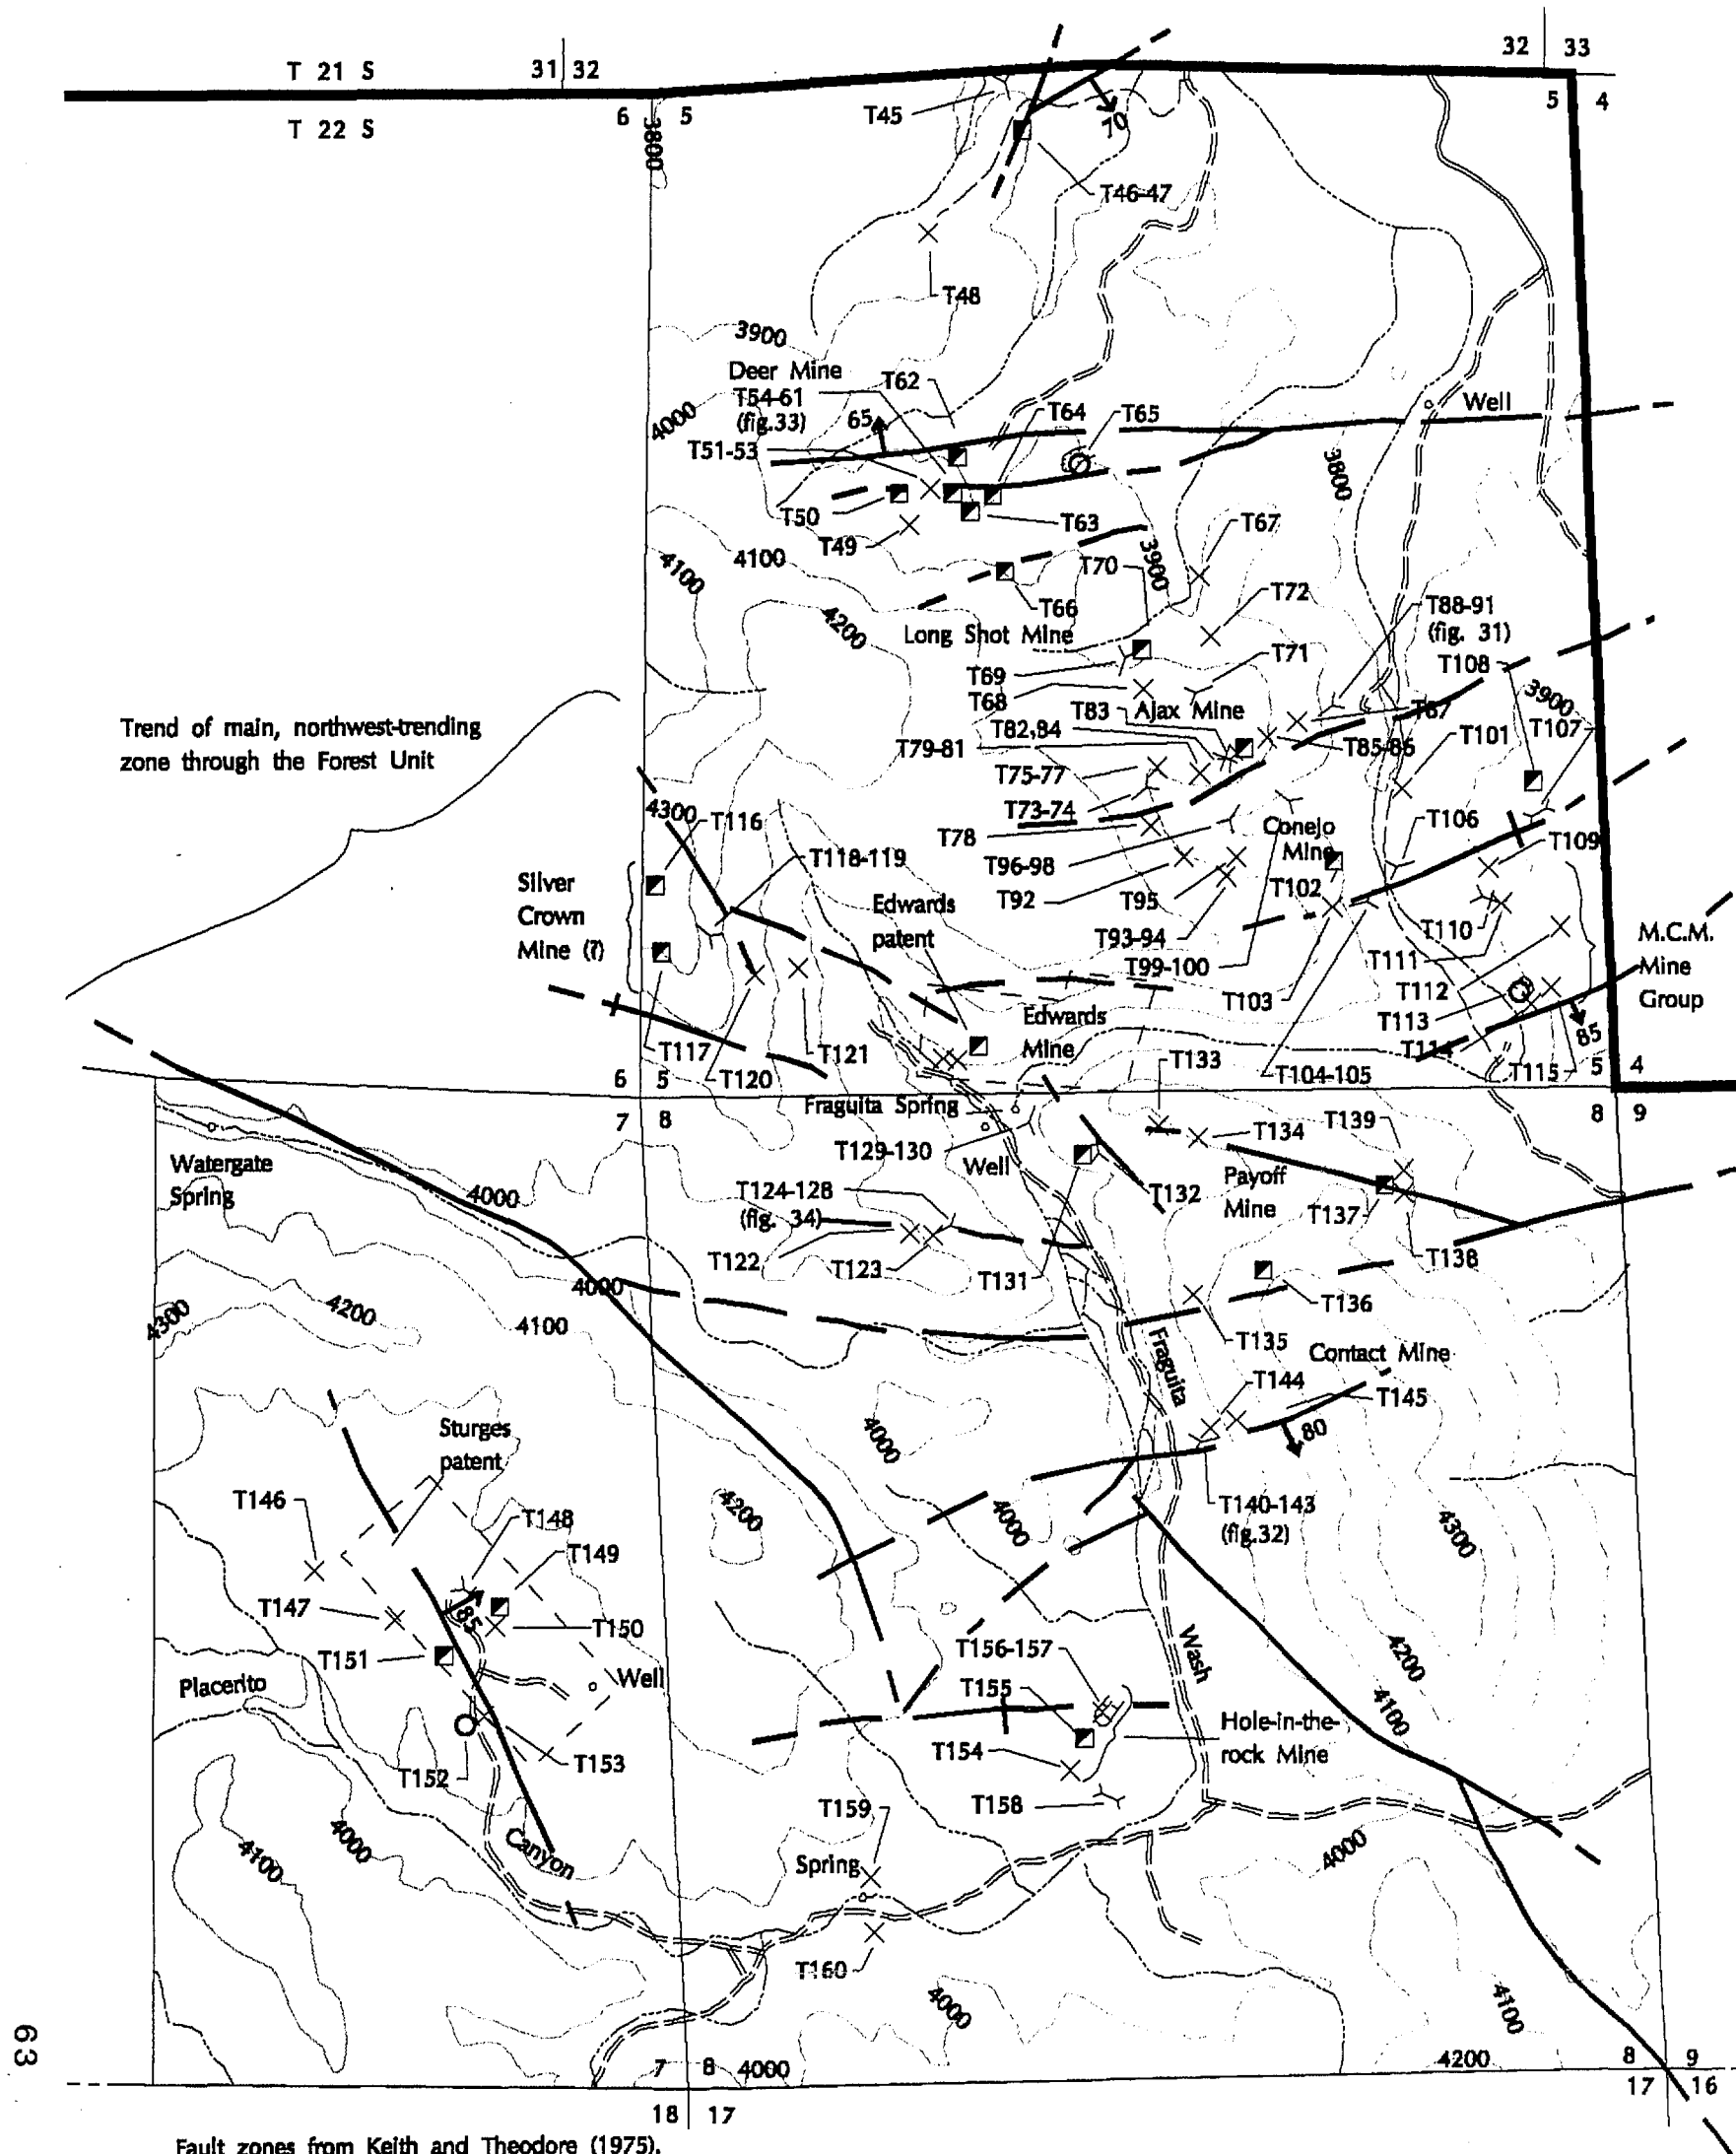 T 21 S
31 32
32 33
T 22 S
6 5
5 4
3800
T45
70
T46-47
T48
3900
Deer Mine
T54-61
(fig.33)
T62
T64
T65
Well
4000
65
T51-53
3800
T50
T63
T67
T49
4100
4100
3900
T70
T66
T72
T88-91
(fig. 31)
4200
Long Shot Mine
T71
T108
T69
T68
3900
T83
Ajax Mine
T87
T107
Trend of main, northwest-trending
zone through the Forest Unit
T82,84
T79-81
T85-86
T101
T75-77
T73-74
4300
T116
T78
Conejo
Mine
T106
T109
T118-119
T96-98
Silver
Crown
Mine (?)
Edwards
patent
T92
T95
T102
T93-94
T110
M.C.M.
Mine
Group
T99-100
T111
T103
T112
T113
Edwards
Mine
85
T117
T121
T133
T114
T120
T104-105
T115
6 5
5 4
7 8
8 9
Fraguita Spring
T139
T134
T129-130
Well
Watergate
Spring
Payoff
Mine
4000
T124-128
(fig. 34)
T132
T137
T122
T123
T131
T138
4000
4300
4200
4100
T136
T135
Fraguita
Contact Mine
T144
T145
Sturges
patent
4000
80
T146
4200
4000
T140-143
(fig.32)
4300
T148
T149
T147
85
T150
T151
Wash
T156-157
4200
Placerito
Well
T155
4100
Hole-in-the-
rock Mine
T154
T152
T153
T158
T159
4000
4100
Canyon
Spring
4000
T160
4000
4100
63
7 8 4000
4200
8 9
17 16
18 17
Fault zones from Keith and Theodore (1975).